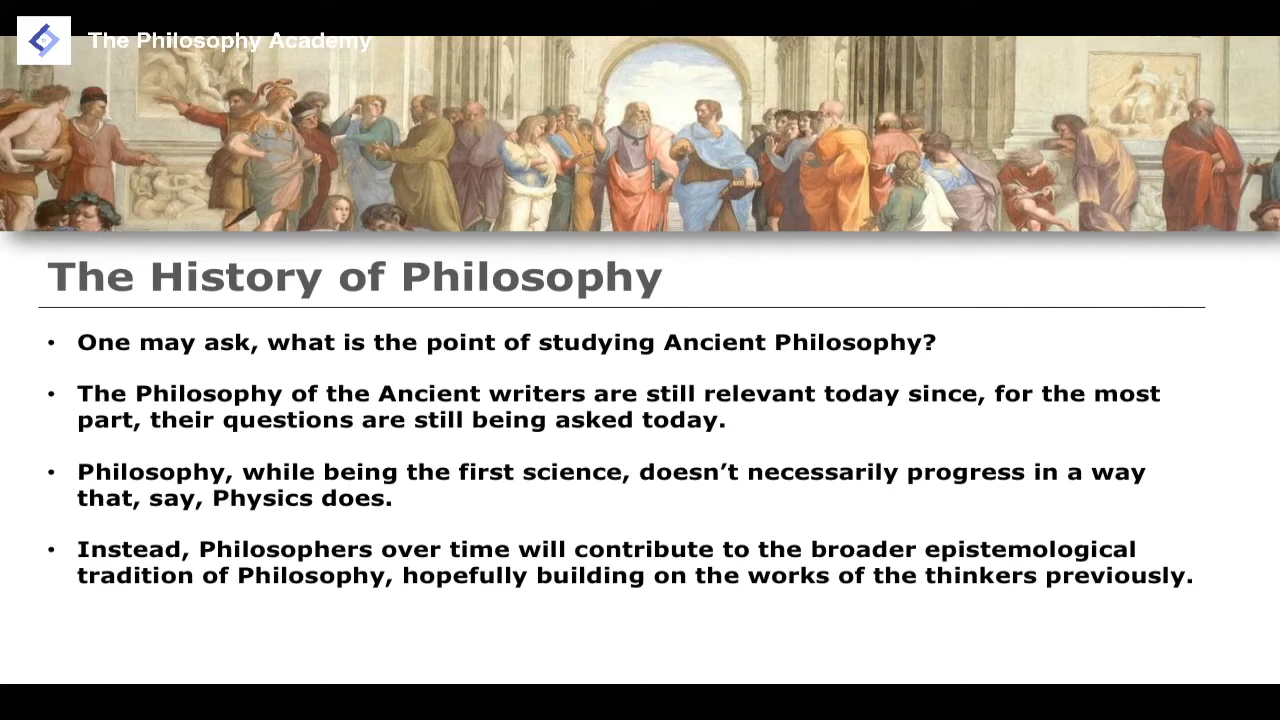 The Philosophy Academy
The History of Philosophy
• One may ask, what is the point of studying Ancient Philosophy?
• The Philosophy of the Ancient writers are still relevant today since, for the most
part, their questions are still being asked today.
• Philosophy, while being the first science, doesn’t necessarily progress in a way
that, say, Physics does.
• Instead, Philosophers over time will contribute to the broader epistemological
tradition of Philosophy, hopefully building on the works of the thinkers previously.